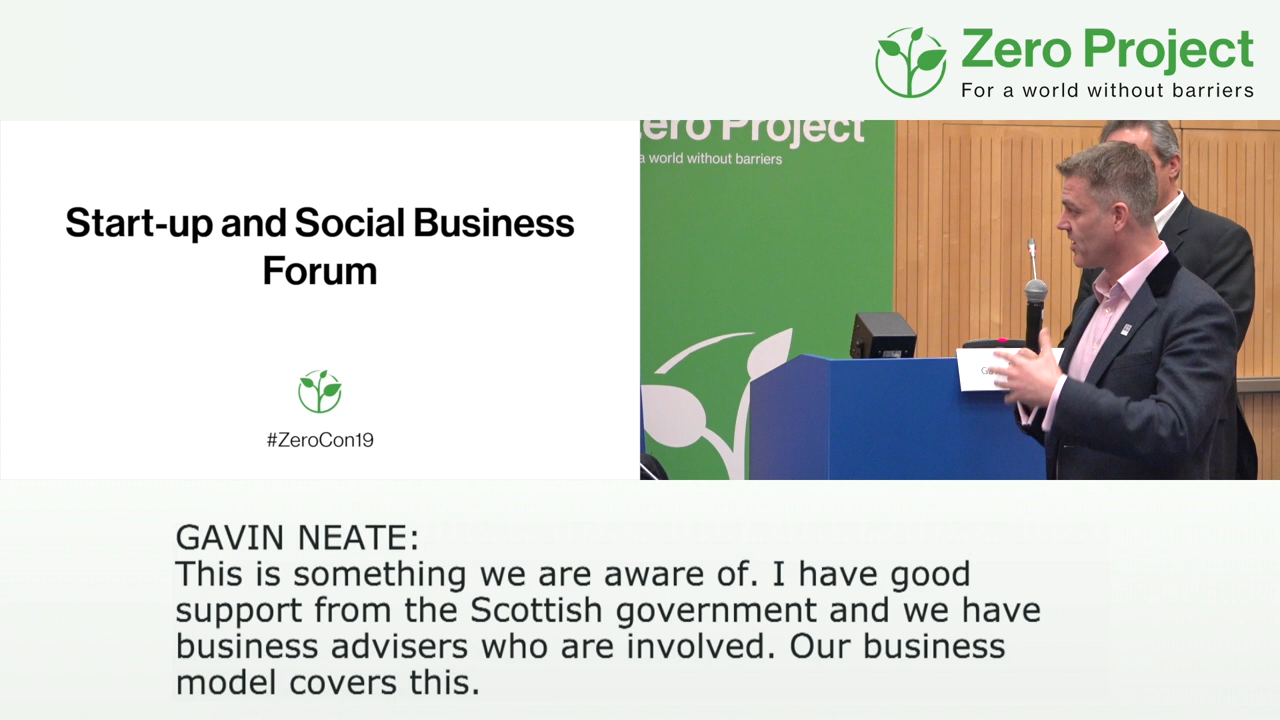 Zero Project
For a world without barriers
Start-up and Social Business
Forum
#ZeroCon19
ero Project
a world without barriers
GAVIN NEATE:
This is something we are aware of. I have good
support from the Scottish government and we have
business advisers who are involved. Our business
model covers this.